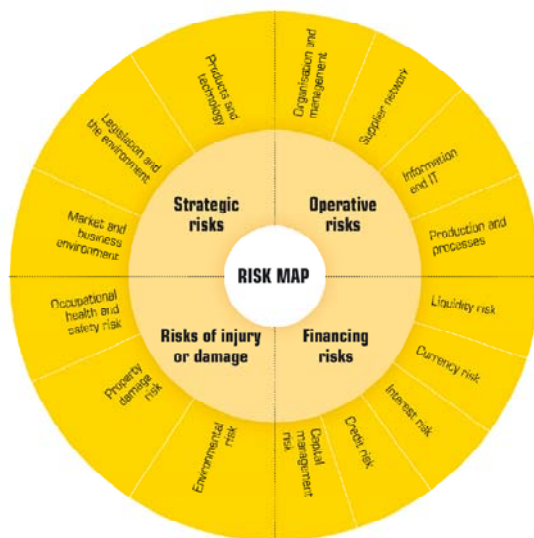 RISK MAP
Strategic
risks
Operative
risks
Risks of injury
or damage
Financing
risks
Products and
technology
Legislation and
the environment
Market and
business
environment
Organisation and
management
Supplier network
Information
and IT
Production and
processes
Liquidity risk
Currency risk
Interest risk
Credit risk
Capital
management
risk
Environmental risk
Property
damage risk
Occupational
health and
safety risk